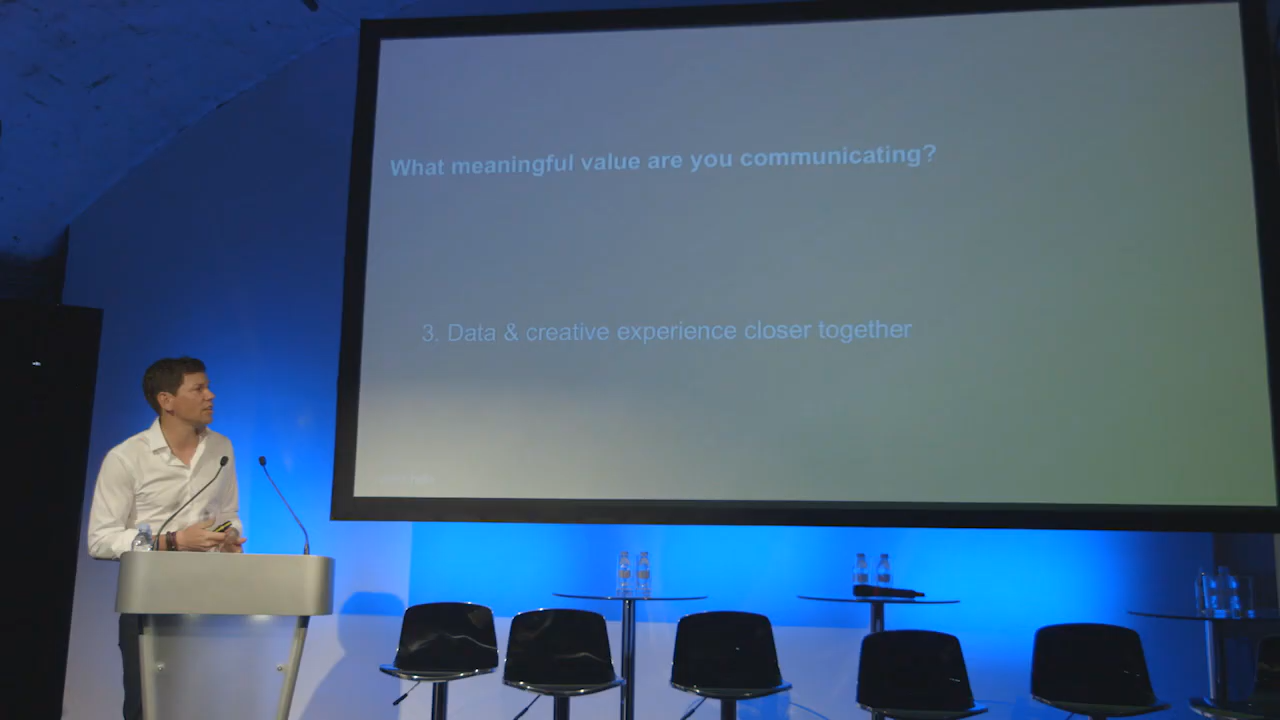 What meaningful value are you communicating?
3. Data & creative experience closer together